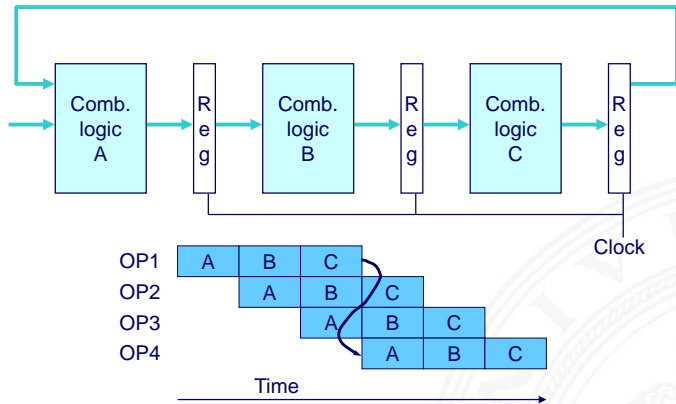 Comb.
logic
A
R
e
g
Comb.
logic
B
R
e
g
Comb.
logic
C
R
e
g
Clock
OP1 A B C
OP2 A B C
OP3 A B C
OP4 A B C
Time